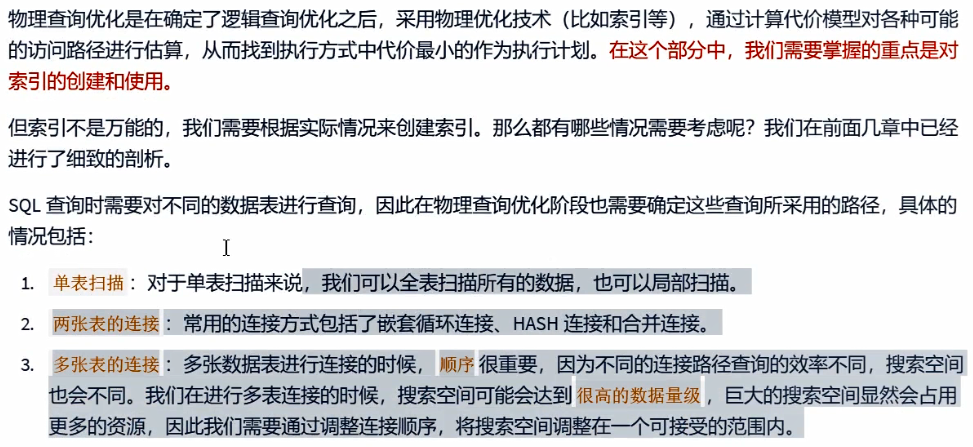 物理查询优化是在确定了逻辑查询优化之后，采用物理优化技术（比如索引等），通过计算代价模型对各种可能
的访问路径进行估算，从而找到执行方式中代价最小的作为执行计划。在这个部分中，我们需要掌握的重点是对
索引的创建和使用。
但索引不是万能的，我们需要根据实际情况来创建索引。那么都有哪些情况需要考虑呢？我们在前面几章中已经
进行了细致的剖析。
SQL 查询时需要对不同的数据表进行查询，因此在物理查询优化阶段也需要确定这些查询所采用的路径，具体的
情况包括：
1. 单表扫描：对于单表扫描来说，我们可以全表扫描所有的数据，也可以局部扫描。
2. 两张表的连接：常用的连接方式包括了嵌套循环连接、HASH 连接和合并连接。
3. 多张表的连接：多张数据表进行连接的时候，顺序很重要，因为不同的连接路径查询的效率不同，搜索空间
也会不同。我们在进行多表连接的时候，搜索空间可能会达到很高的数据量级，巨大的搜索空间显然会占用
更多的资源，因此我们需要通过调整连接顺序，将搜索空间调整在一个可接受的范围内。